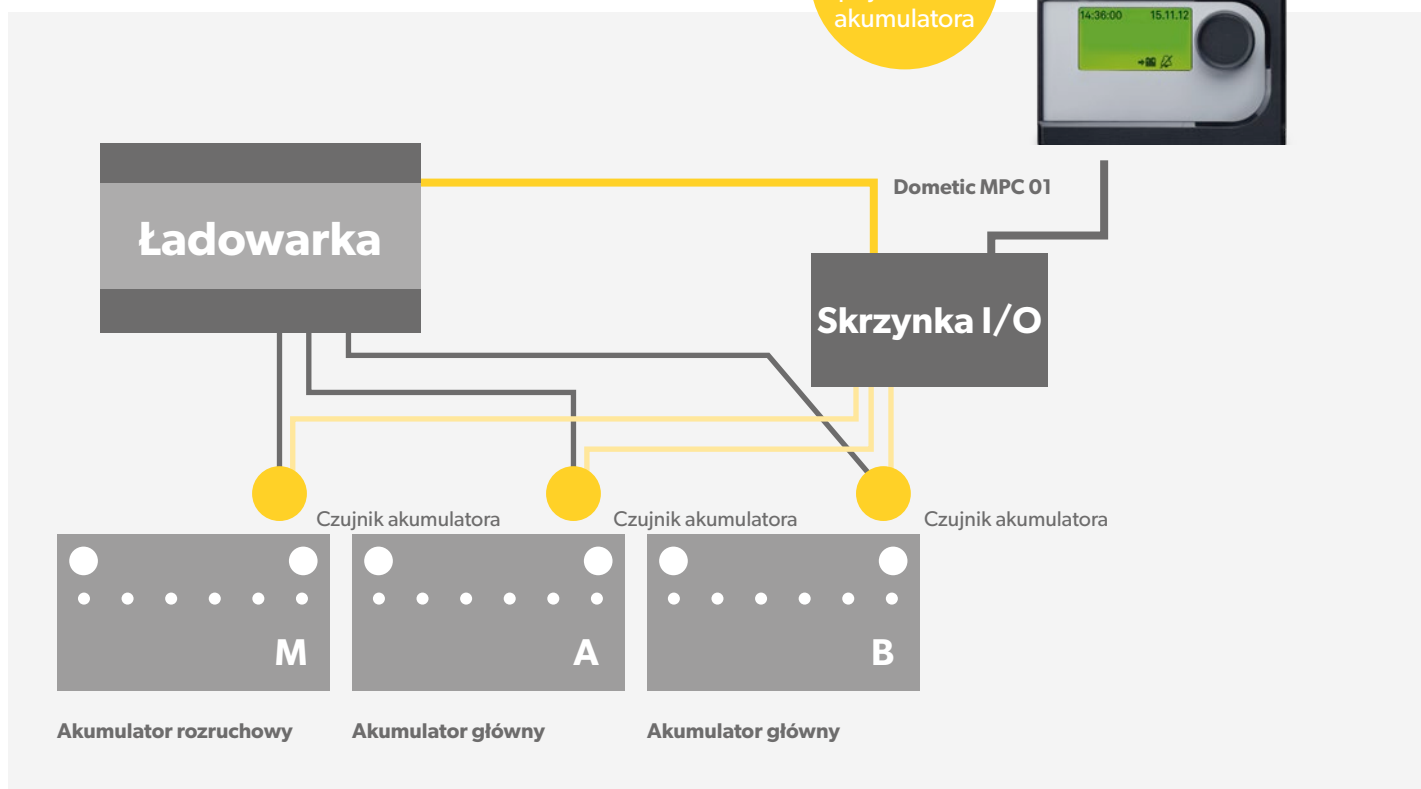 akumulatora
14:36:00 15.11.12
Dometic MPC 01
Ładowarka
Skrzynka I/O
Czujnik akumulatora
Czujnik akumulatora
Czujnik akumulatora
M
A
B
Akumulator rozruchowy
Akumulator główny
Akumulator główny